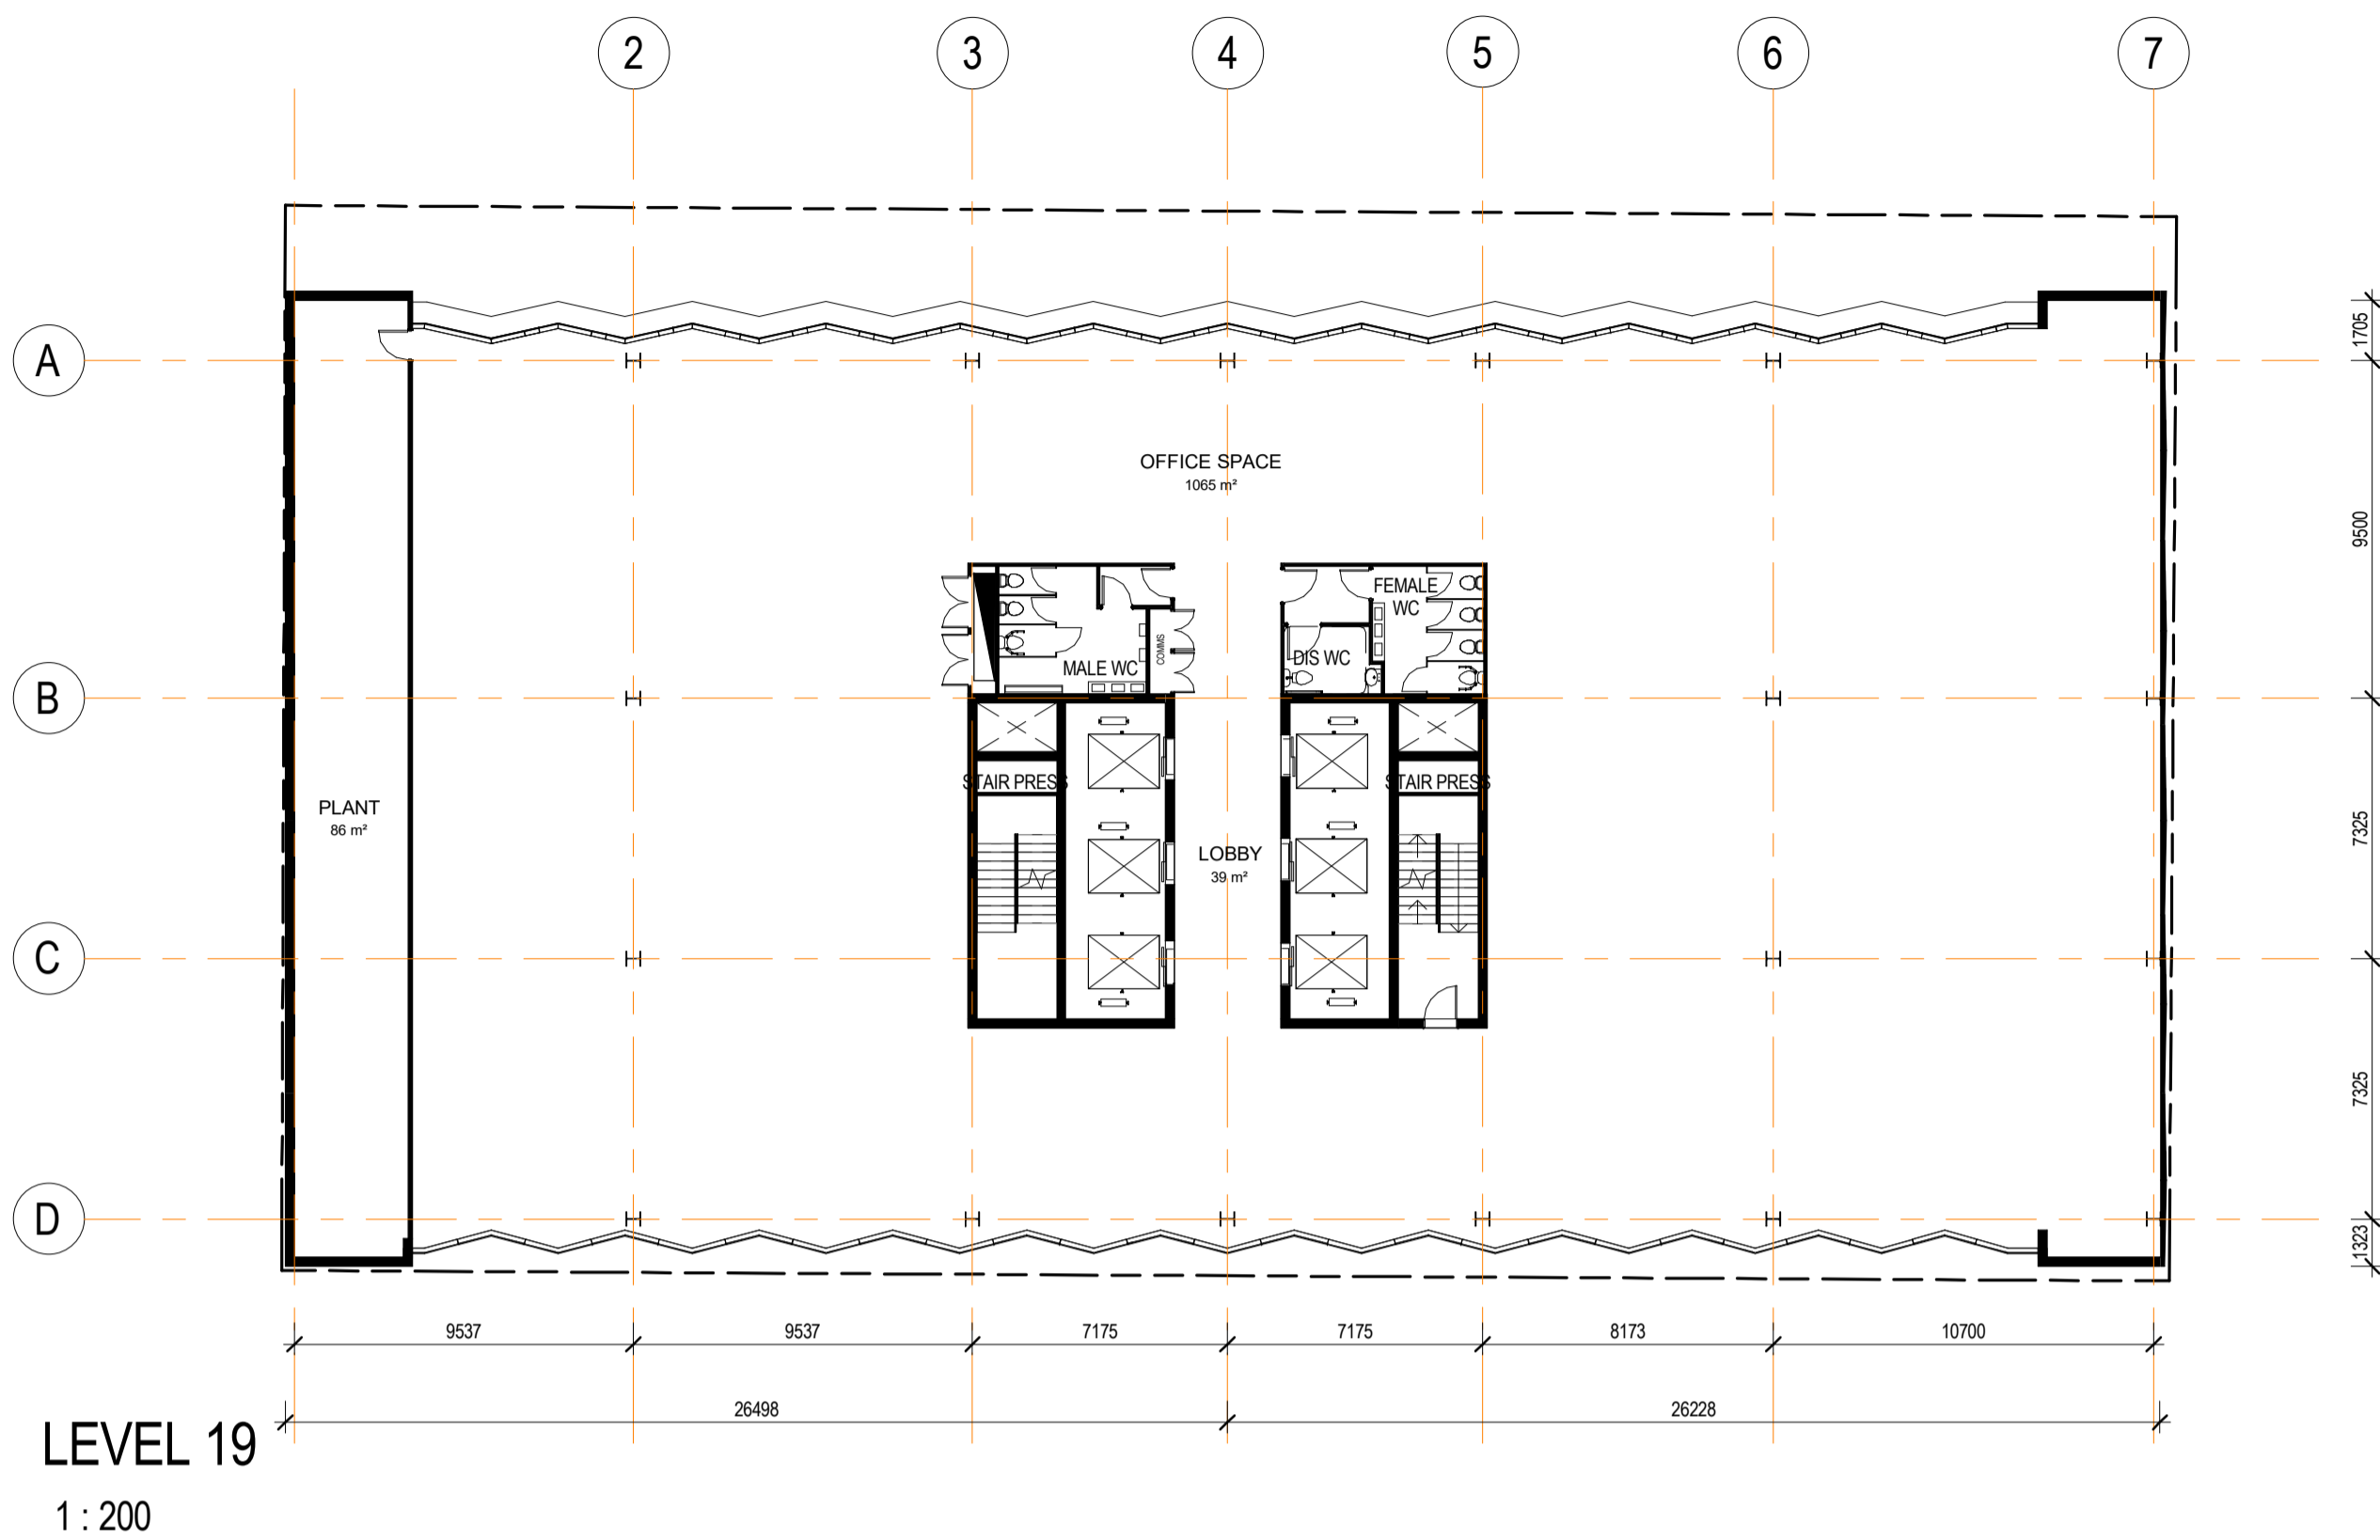 2
3
4
5
6
7
A
1705
OFFICE SPACE
1065 m²
9500
FEMALE
WC
COMMS
DIS WC
MALE WC
B
STAIR PRESS
STAIR PRESS
PLANT
86 m²
7325
LOBBY
39 m²
C
7325
D
1323
9537
9537
7175
7175
8173
10700
26498
26228
LEVEL 19
1 : 200